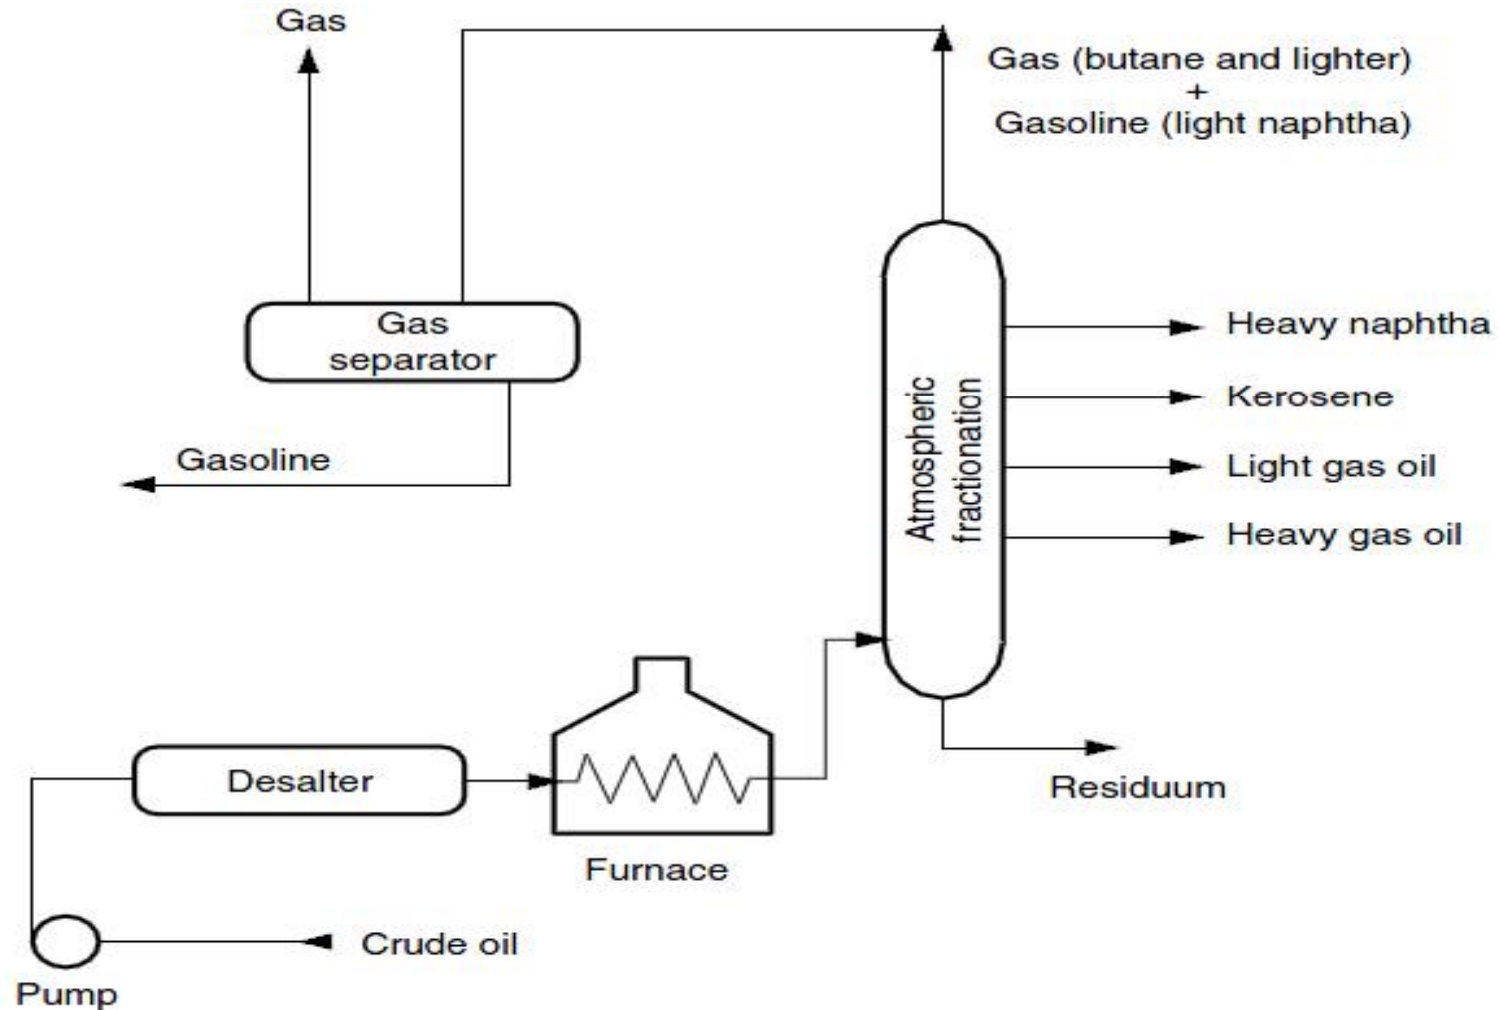 Gas
Gas (butane and lighter)
+
Gasoline (light naphtha)
Gas
separator
Heavy naphtha
Kerosene
Atmospheric
fractionation
Gasoline
Light gas oil
Heavy gas oil
Desalter
Residuum
Furnace
Crude oil
Pump